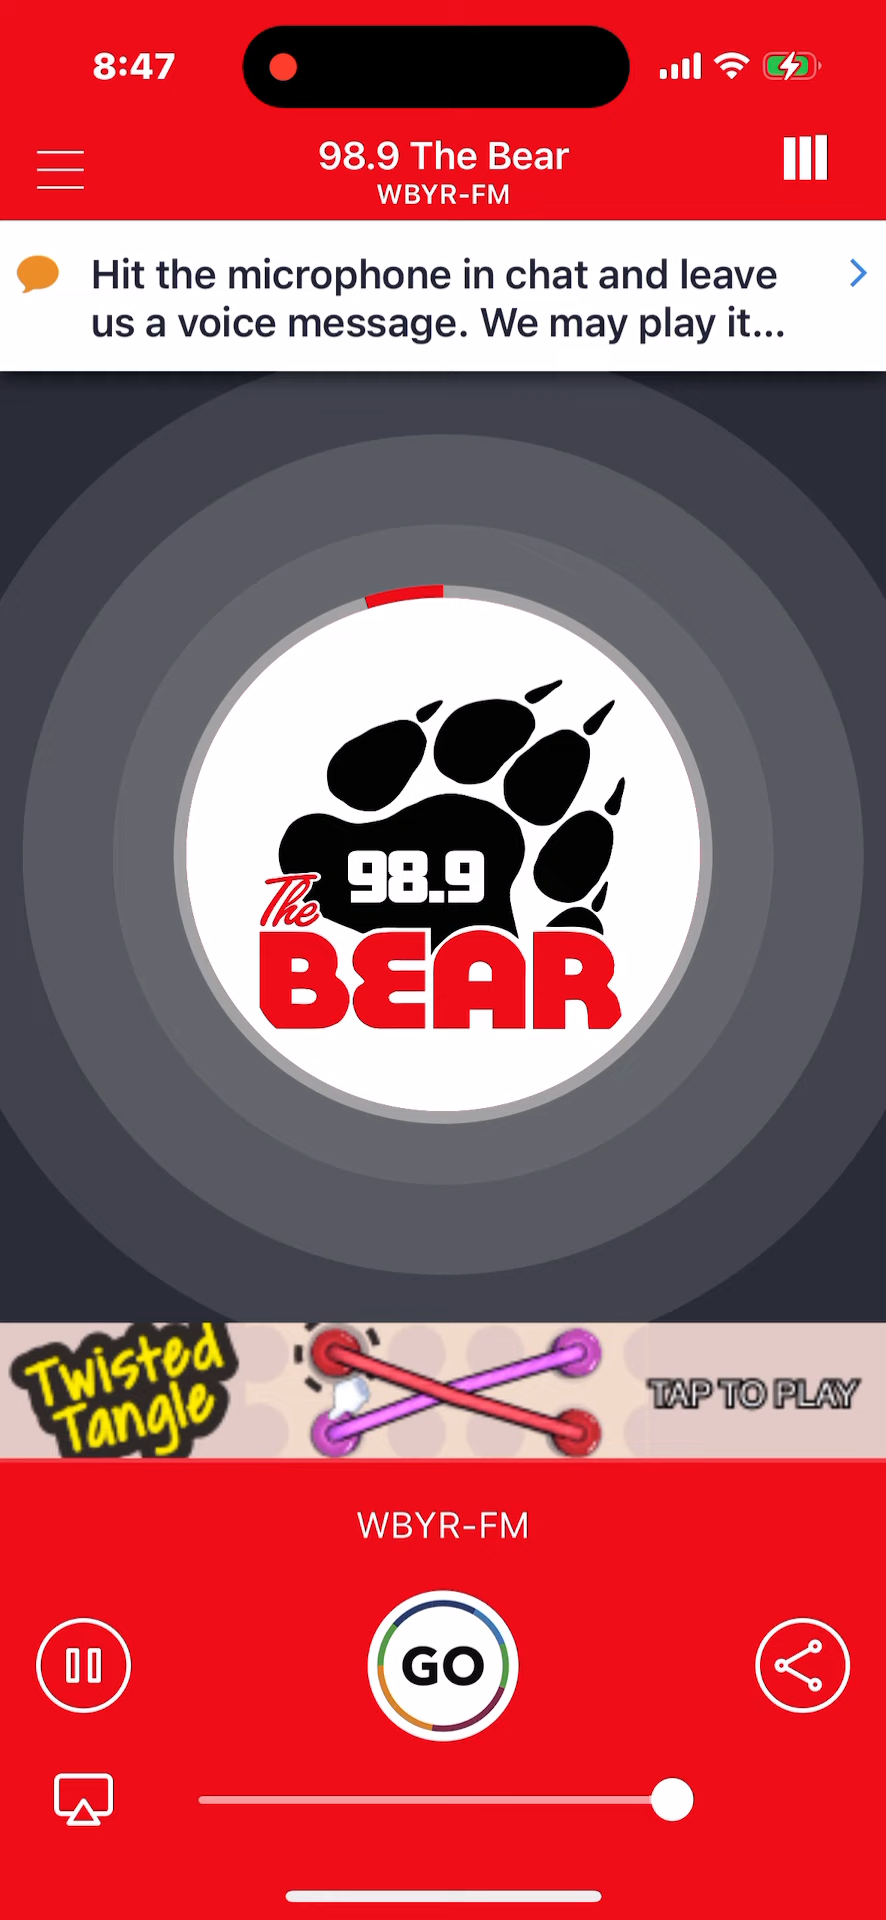 8:47
98.9 The Bear
WBYR-FM
Hit the microphone in chat and leave
us a voice message. We may play it...
98.9
The
BEAR
Twisted
Tangle
TAP TO PLAY
WBYR-FM
GO